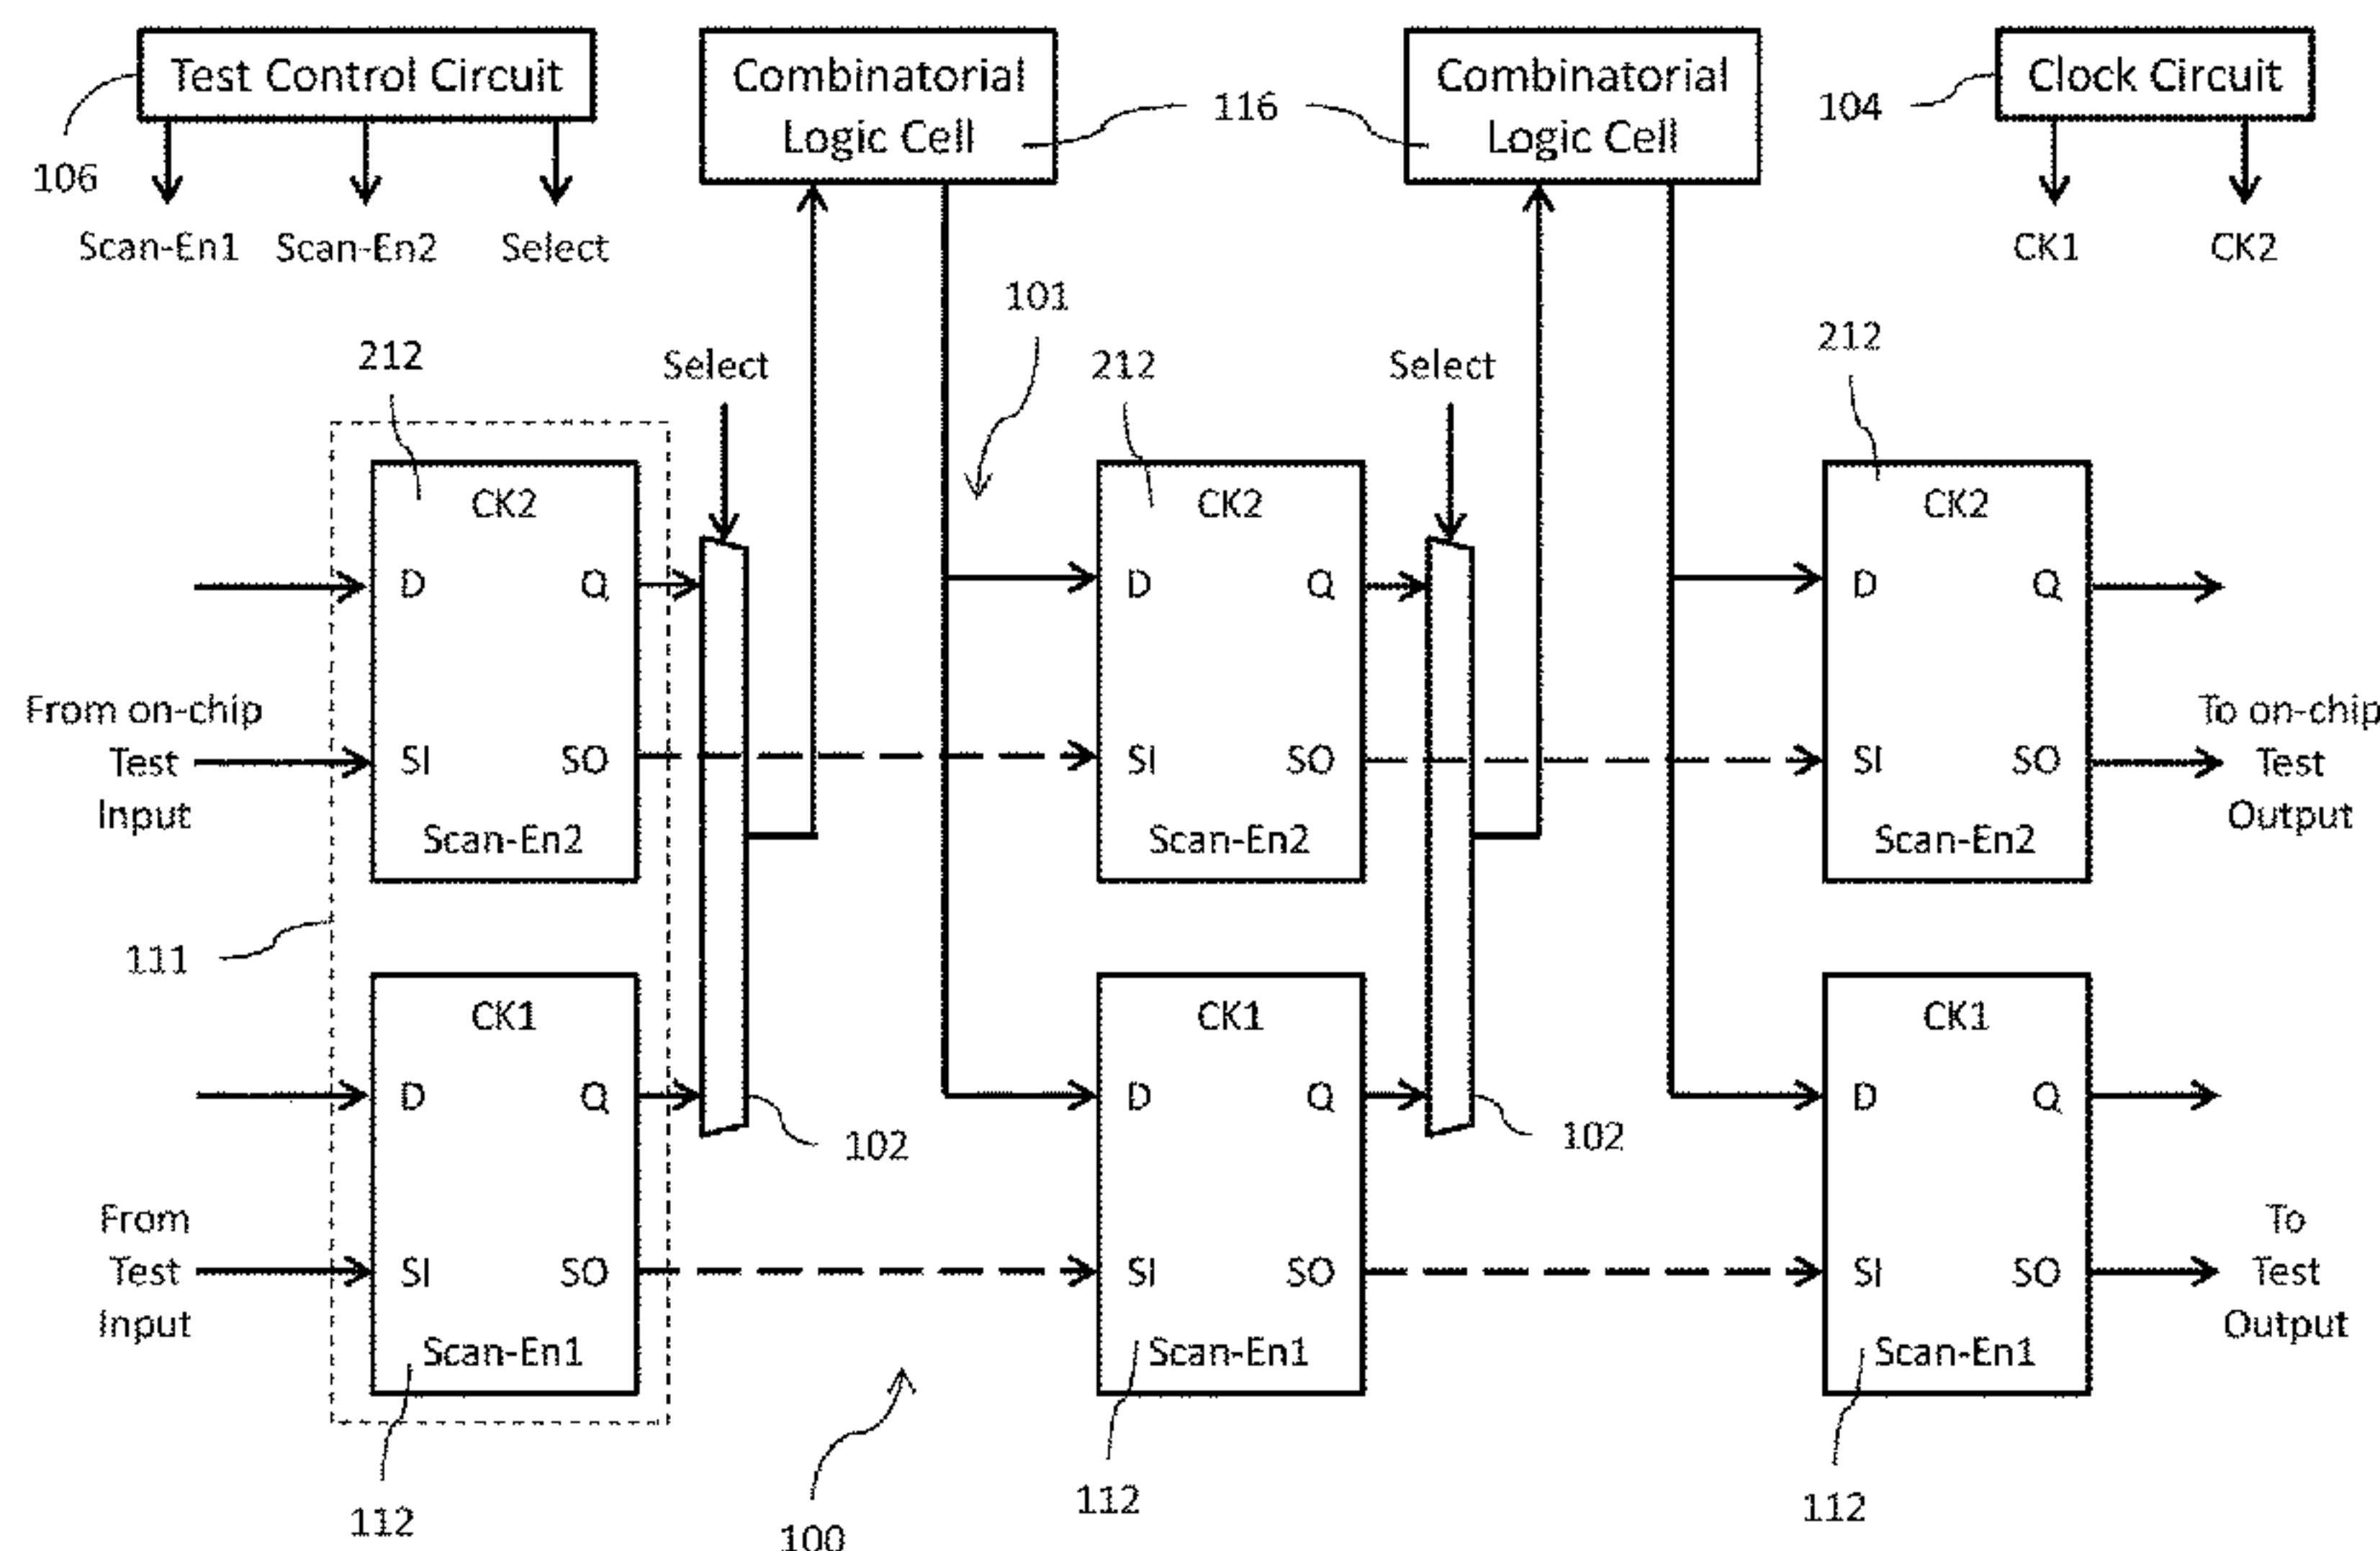 Test Control Circuit
106
Scan-En1 Scan-En2 Select
Combinatorial
Logic Cell
116
Combinatorial
Logic Cell
104
Clock Circuit
CK1 CK2
101
212
Select
212
Select
212
CK2
D Q
SI SO
Scan-En2
CK2
D Q
SI SO
Scan-En2
CK2
D Q
SI SO
Scan-En2
From on-chip
Test
Input
To on-chip
Test
Output
111
CK1
D Q
SI SO
Scan-En1
CK1
D Q
SI SO
Scan-En1
CK1
D Q
SI SO
Scan-En1
102
102
From
Test
Input
To
Test
Output
112
100
112
112